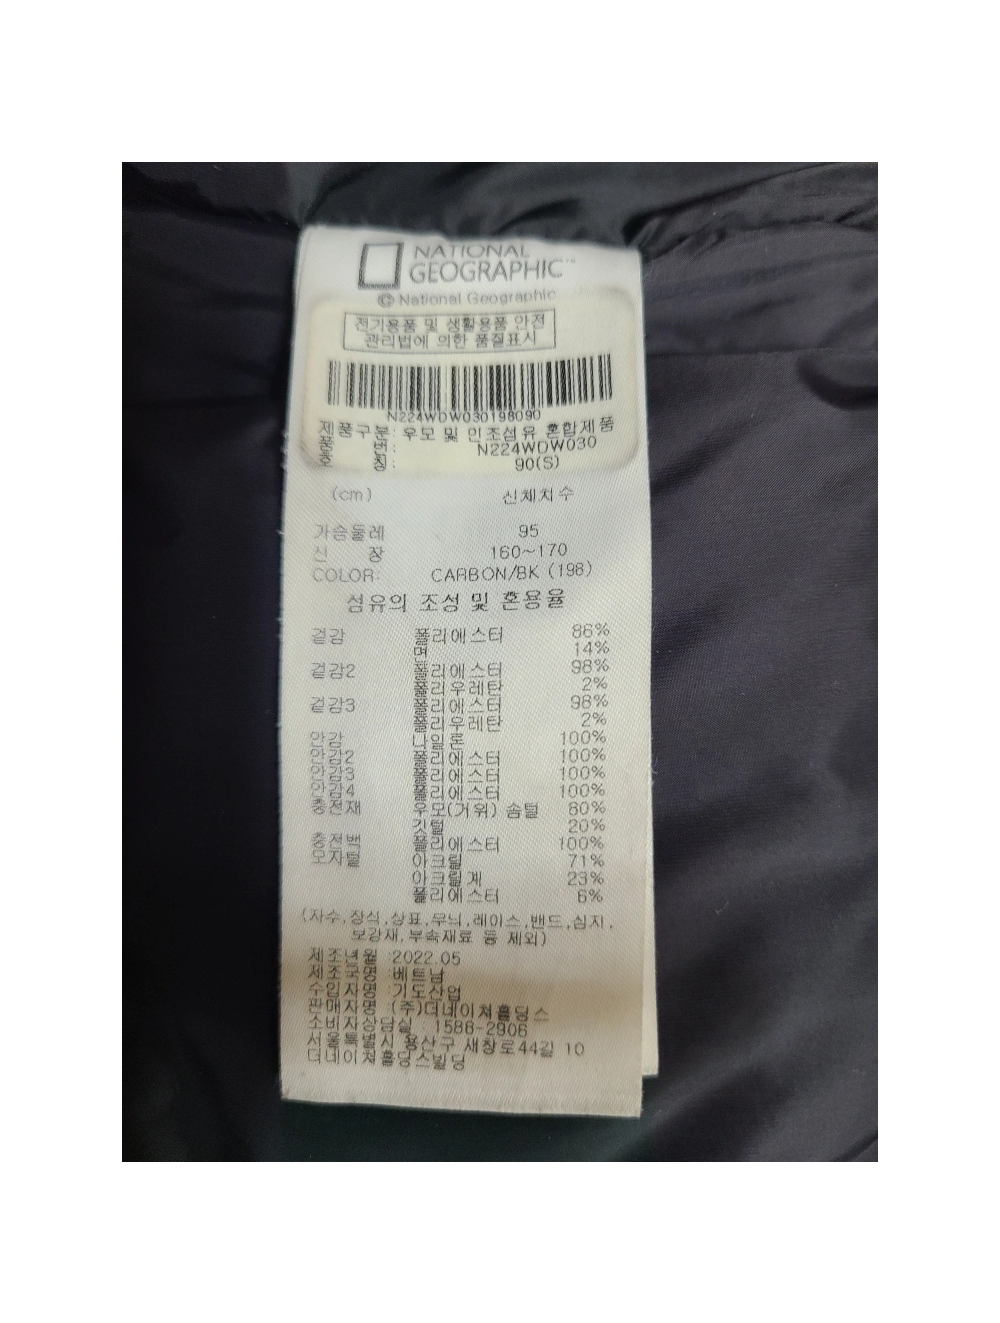 NATIONAL
GEOGRAPHIC™
© National Geographic
전기용품 및 생활용품 안전
관리법에 의한 품질표시
N224WDW030198090
제품구분: 우모 및 인조섬유 혼합제품
품 번 : N224WDW030
호 칭 : 90(S)
(cm) 신체치수
가슴둘레 95
신 장 160~170
COLOR: CARBON/BK (198)
섬유의 조성 및 혼용율
겉감 폴리에스터 86%
면 14%
겉감2 폴리에스터 98%
폴리우레탄 2%
겉감3 폴리에스터 98%
폴리우레탄 2%
안감 나일론 100%
안감2 폴리에스터 100%
안감3 폴리에스터 100%
안감4 폴리에스터 100%
충전재 우모(거위) 솜털 80%
깃털 20%
충전백 폴리에스터 100%
모자털 아크릴 71%
아크릴계 23%
폴리에스터 6%
(자수,장식,상표,무늬,레이스,밴드,심지,
보강재,부속재료 등 제외)
제조년월 :2022.05
제조국명 :베트남
수입자명 :기도산업
판매자명 :(주)더네이쳐홀딩스
소비자상담실 : 1588-2906
서울특별시 용산구 새창로44길 10
더네이쳐홀딩스빌딩